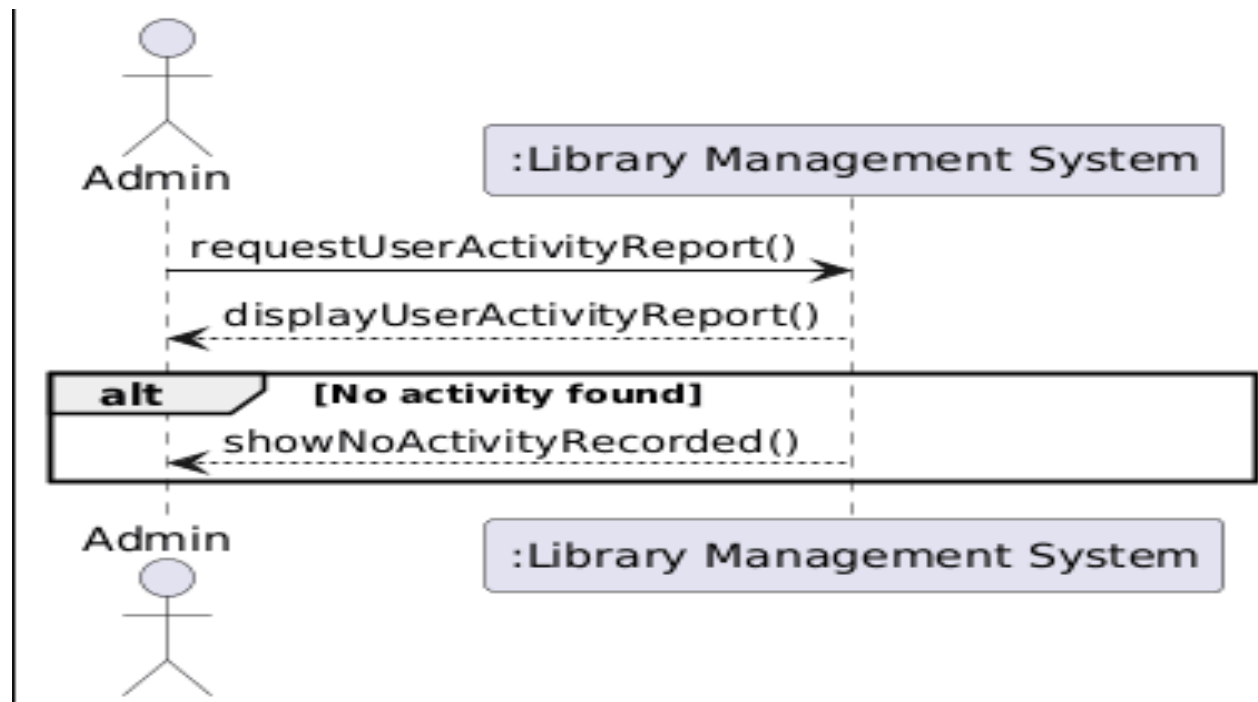 Admin
:Library Management System
requestUserActivityReport()
displayUserActivityReport()
alt [No activity found]
showNoActivityRecorded()
Admin
:Library Management System